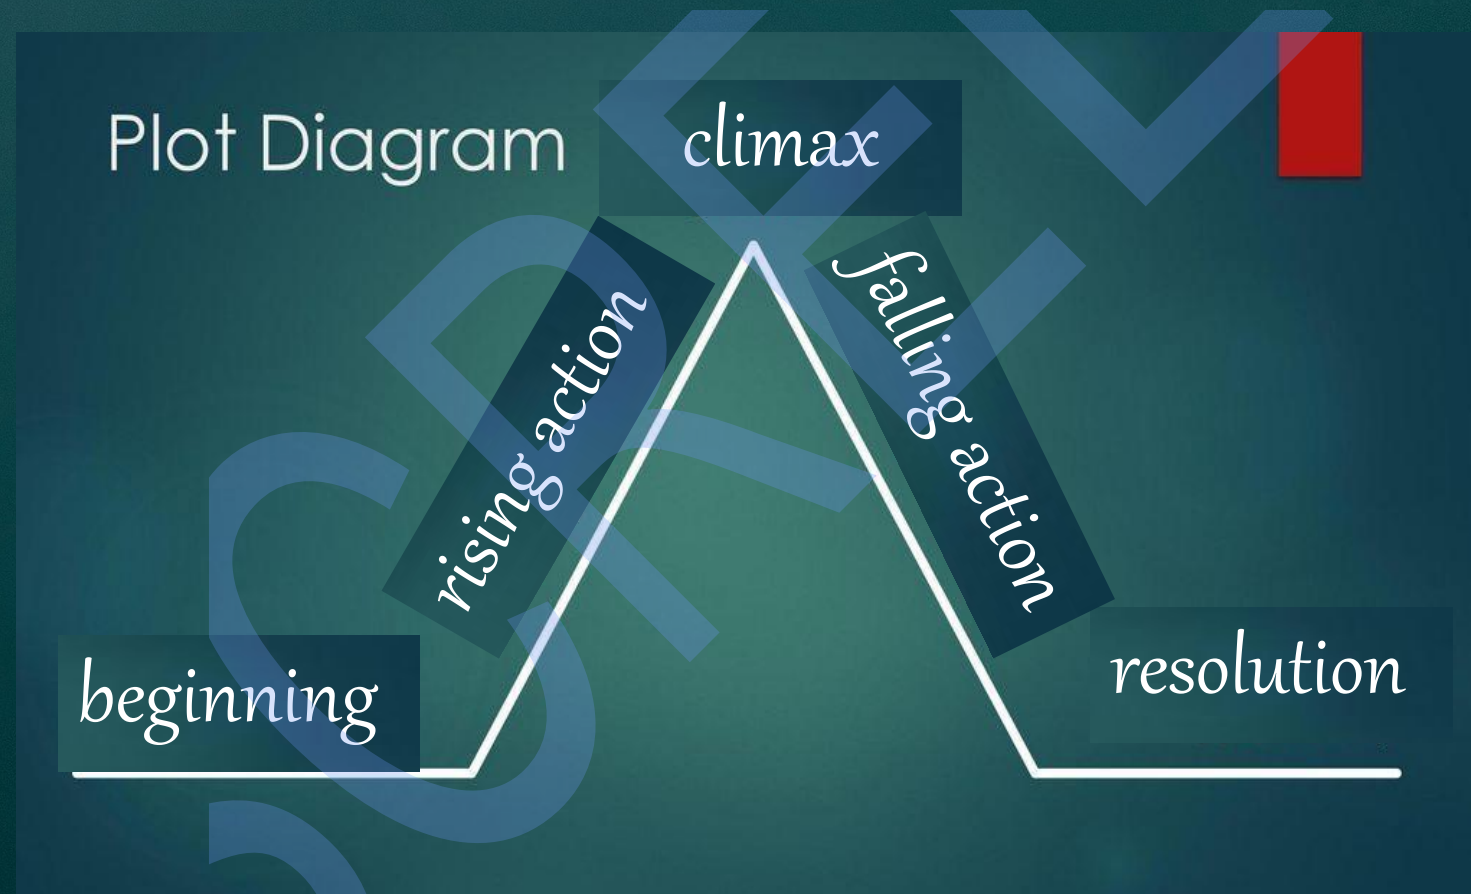 Plot Diagram
climax
rising action
falling action
beginning
resolution